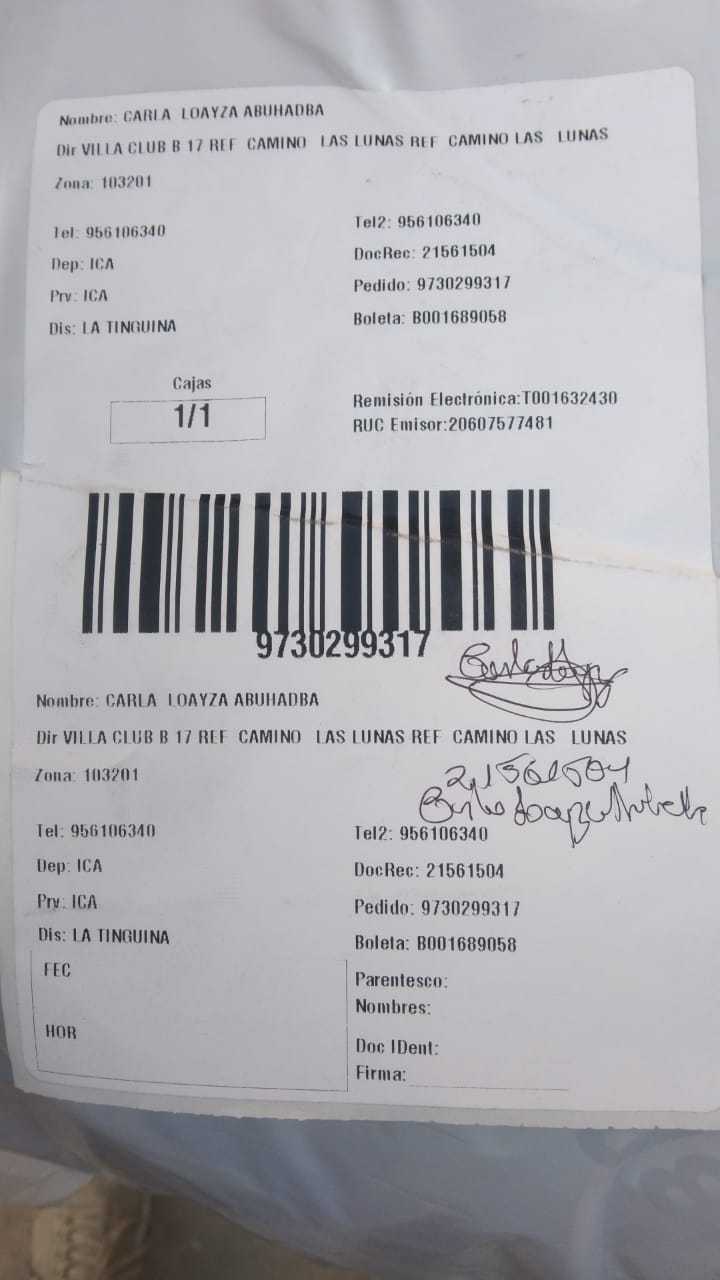 Nombre: CARLA LOAYZA ABUHADBA
Dir VILLA CLUB B 17 REF CAMINO LAS LUNAS REF CAMINO LAS LUNAS
Zona: 103201
Tel: 956106340 Tel2: 956106340
Dep: ICA DocRec: 21561504
Prv: ICA Pedido: 9730299317
Dis: LA TINGUINA Boleta: B001689058
Cajas
1/1
Remisión Electrónica:T001632430
RUC Emisor:20607577481
9730299317
Nombre: CARLA LOAYZA ABUHADBA
Dir VILLA CLUB B 17 REF CAMINO LAS LUNAS REF CAMINO LAS LUNAS
Zona: 103201
21561504
Tel: 956106340 Tel2: 956106340
Dep: ICA DocRec: 21561504
Prv: ICA Pedido: 9730299317
Dis: LA TINGUINA Boleta: B001689058
FEC
HOR
Parentesco:
Nombres:
Doc IDent:
Firma: